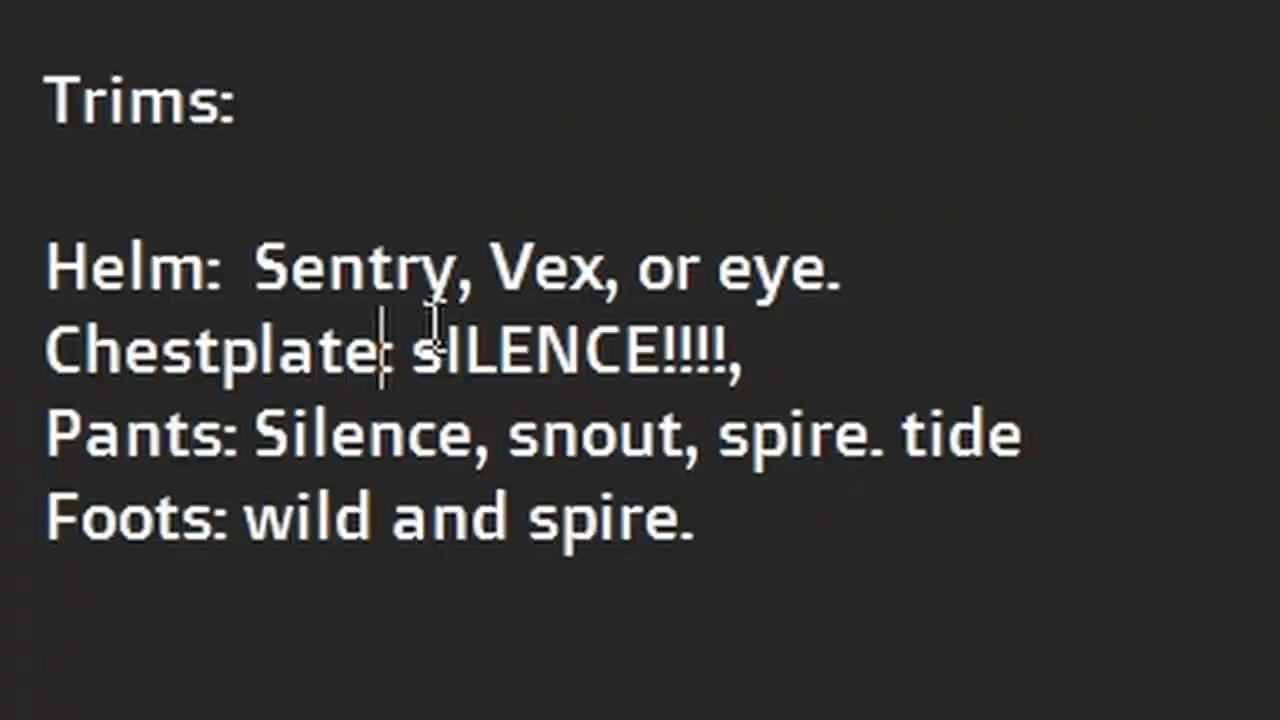 Trims:
Helm:  Sentry, Vex, or eye.
Chestplate: sILENCE!!!!,
Pants: Silence, snout, spire. tide
Foots: wild and spire.